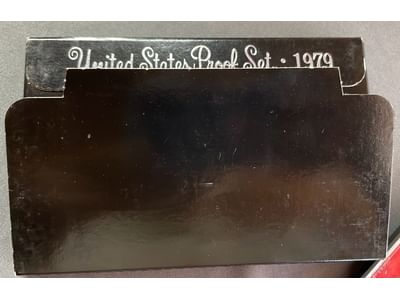 United States Proof Set · 1979